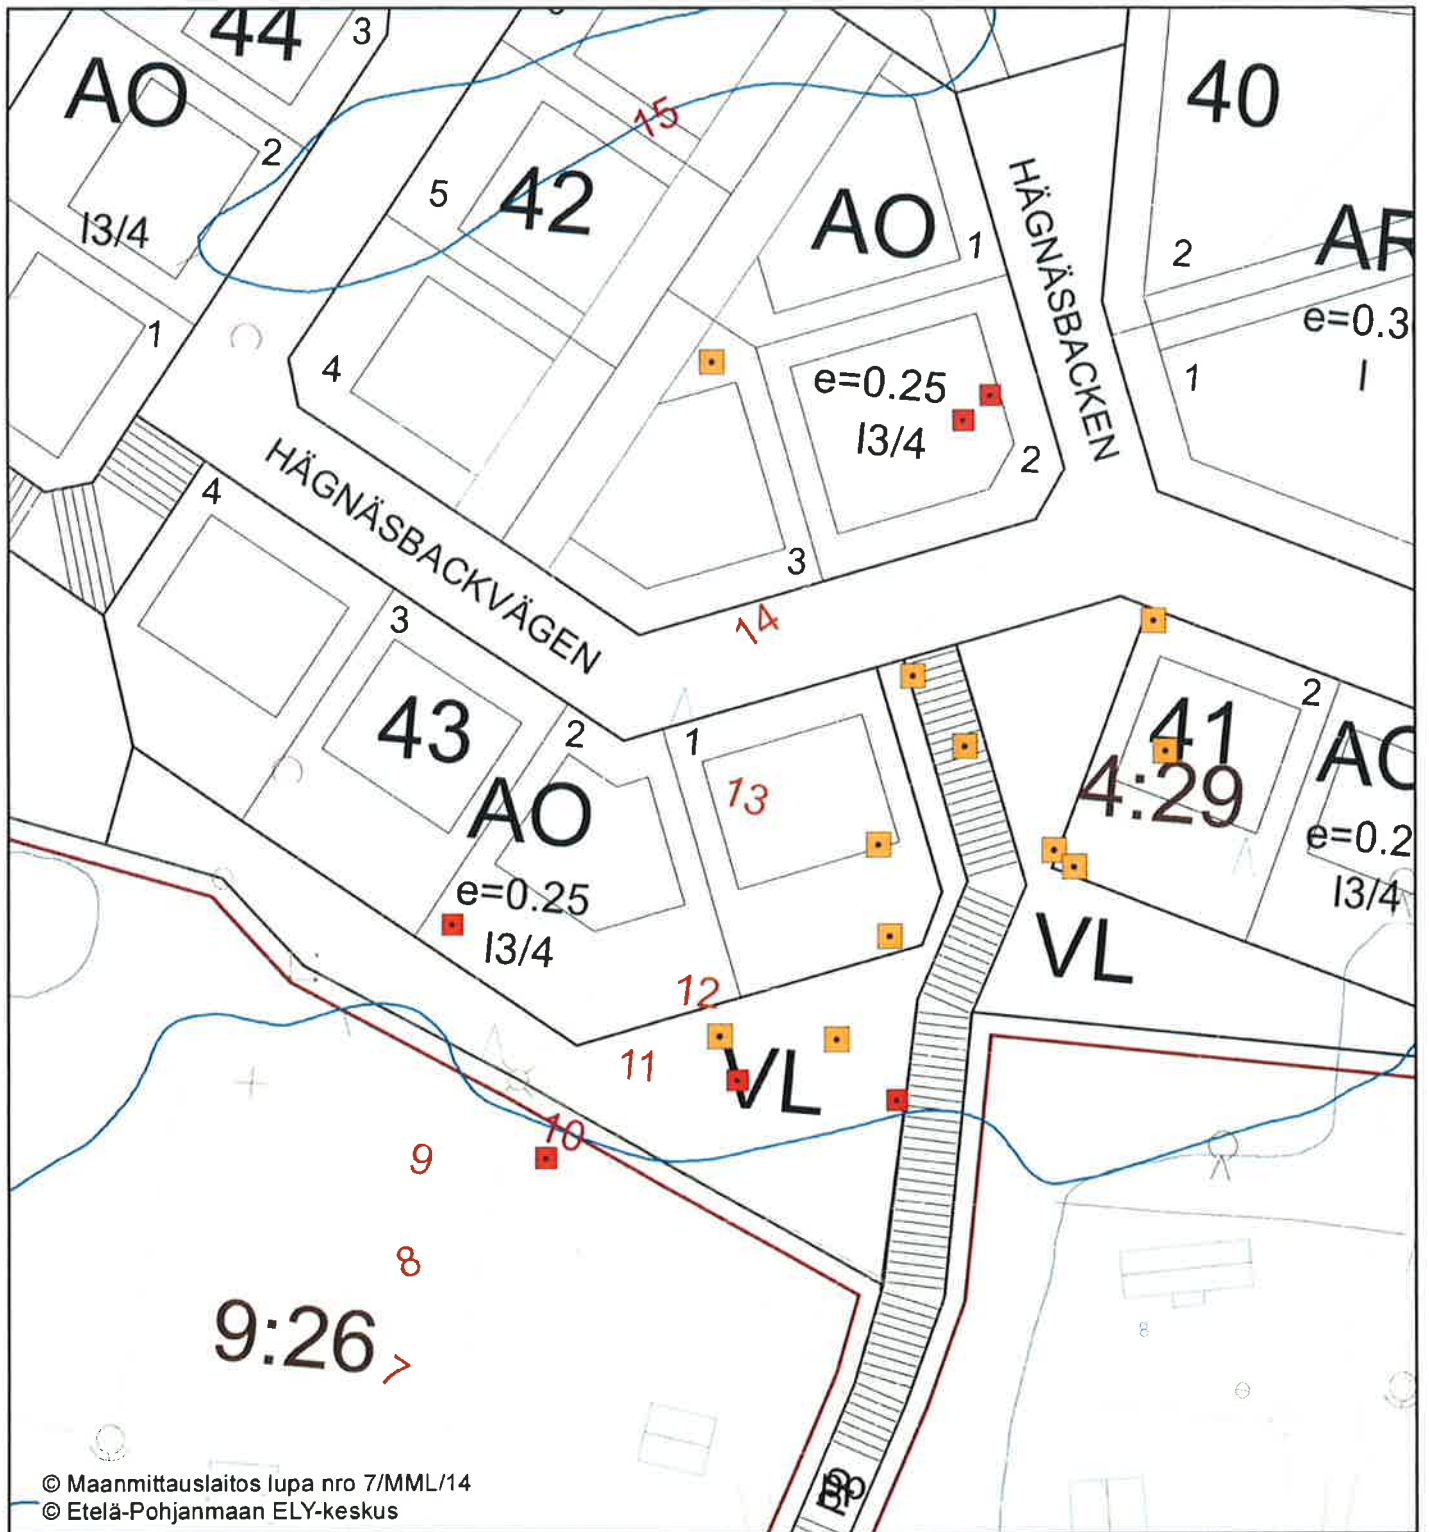 44
3
AO
40
15
2
5
42
HÄGNÄSBACKEN
AO
1
2
AR
I3/4
e=0.3
1
4
e=0.25
1
I
I3/4
2
HÄGNÄSBACKVÄGEN
4
3
3
14
2
43
2
1
41
AO
13
4:29
AO
e=0.2
e=0.25
I3/4
I3/4
VL
12
11
VL
10
9
8
8
9:26
7
© Maanmittauslaitos lupa nro 7/MML/14
© Etelä-Pohjanmaan ELY-keskus